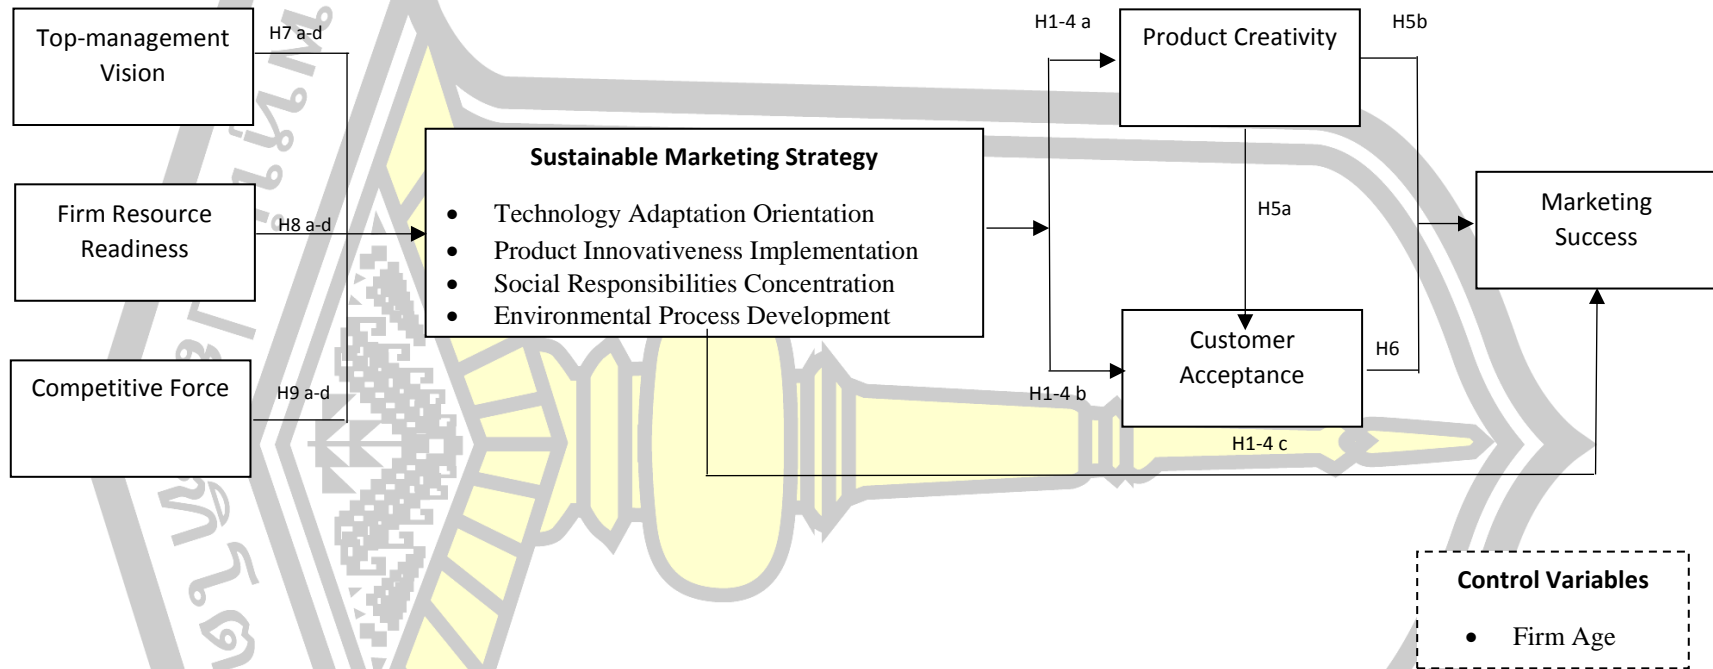 Top-management
Vision
H7 a-d
Firm Resource
Readiness
H8 a-d
Competitive Force
H9 a-d
Sustainable Marketing Strategy
• Technology Adaptation Orientation
• Product Innovativeness Implementation
• Social Responsibilities Concentration
• Environmental Process Development
H1-4 a
Product Creativity
H5b
H5a
Customer
Acceptance
H6
H1-4 b
H1-4 c
Marketing
Success
Control Variables
• Firm Age